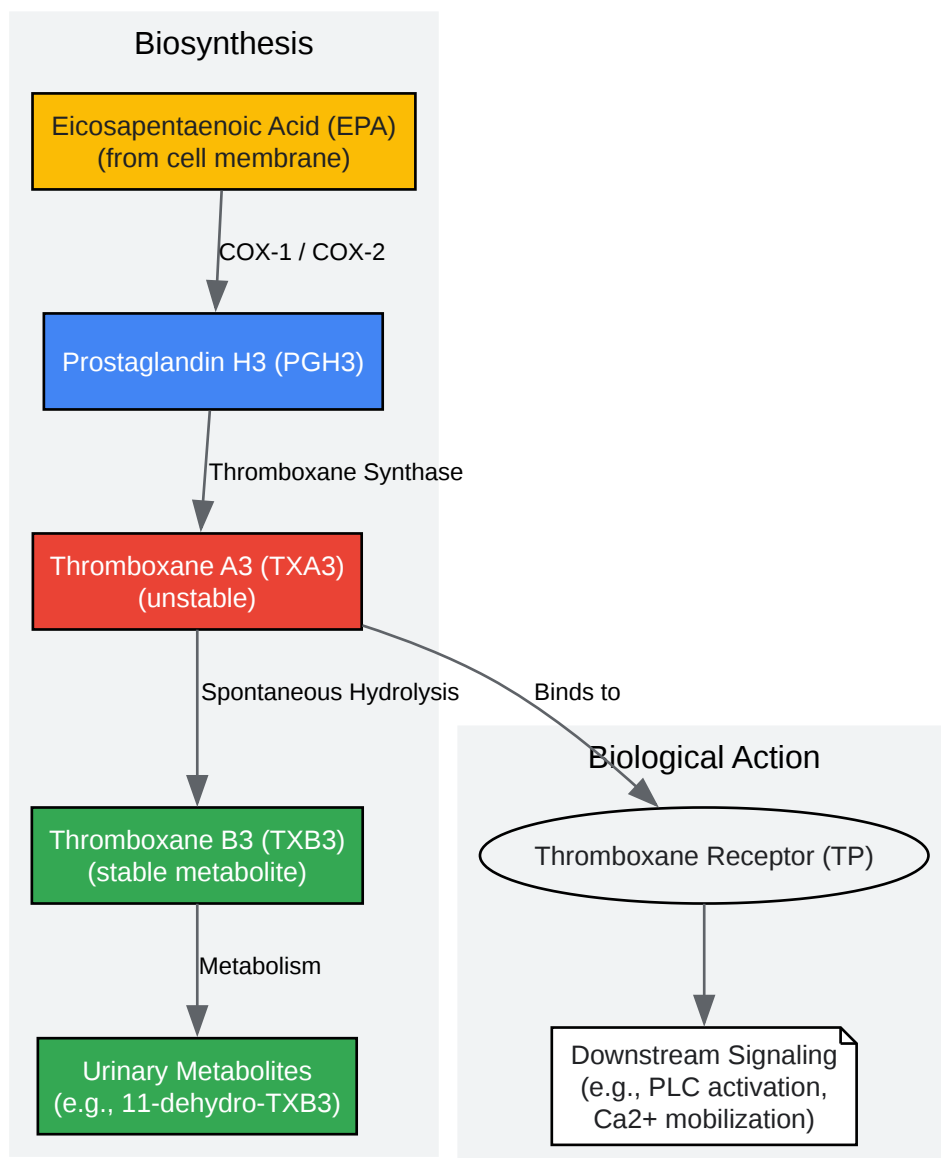 Biosynthesis
Eicosapentaenoic Acid (EPA)
(from cell membrane)
COX-1 / COX-2
Prostaglandin H3 (PGH3)
Thromboxane Synthase
Thromboxane A3 (TXA3)
(unstable)
Spontaneous Hydrolysis
Binds to
Biological Action
Thromboxane B3 (TXB3)
(stable metabolite)
Thromboxane Receptor (TP)
Metabolism
Urinary Metabolites
(e.g., 11-dehydro-TXB3)
Downstream Signaling
(e.g., PLC activation,
Ca2+ mobilization)